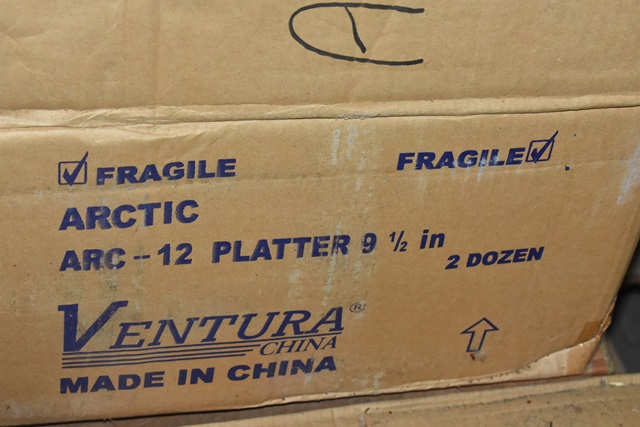 FRAGILE FRAGILE
ARCTIC
ARC - 12 PLATTER 9 ½ in
2 DOZEN
VENTURA®
CHINA
MADE IN CHINA